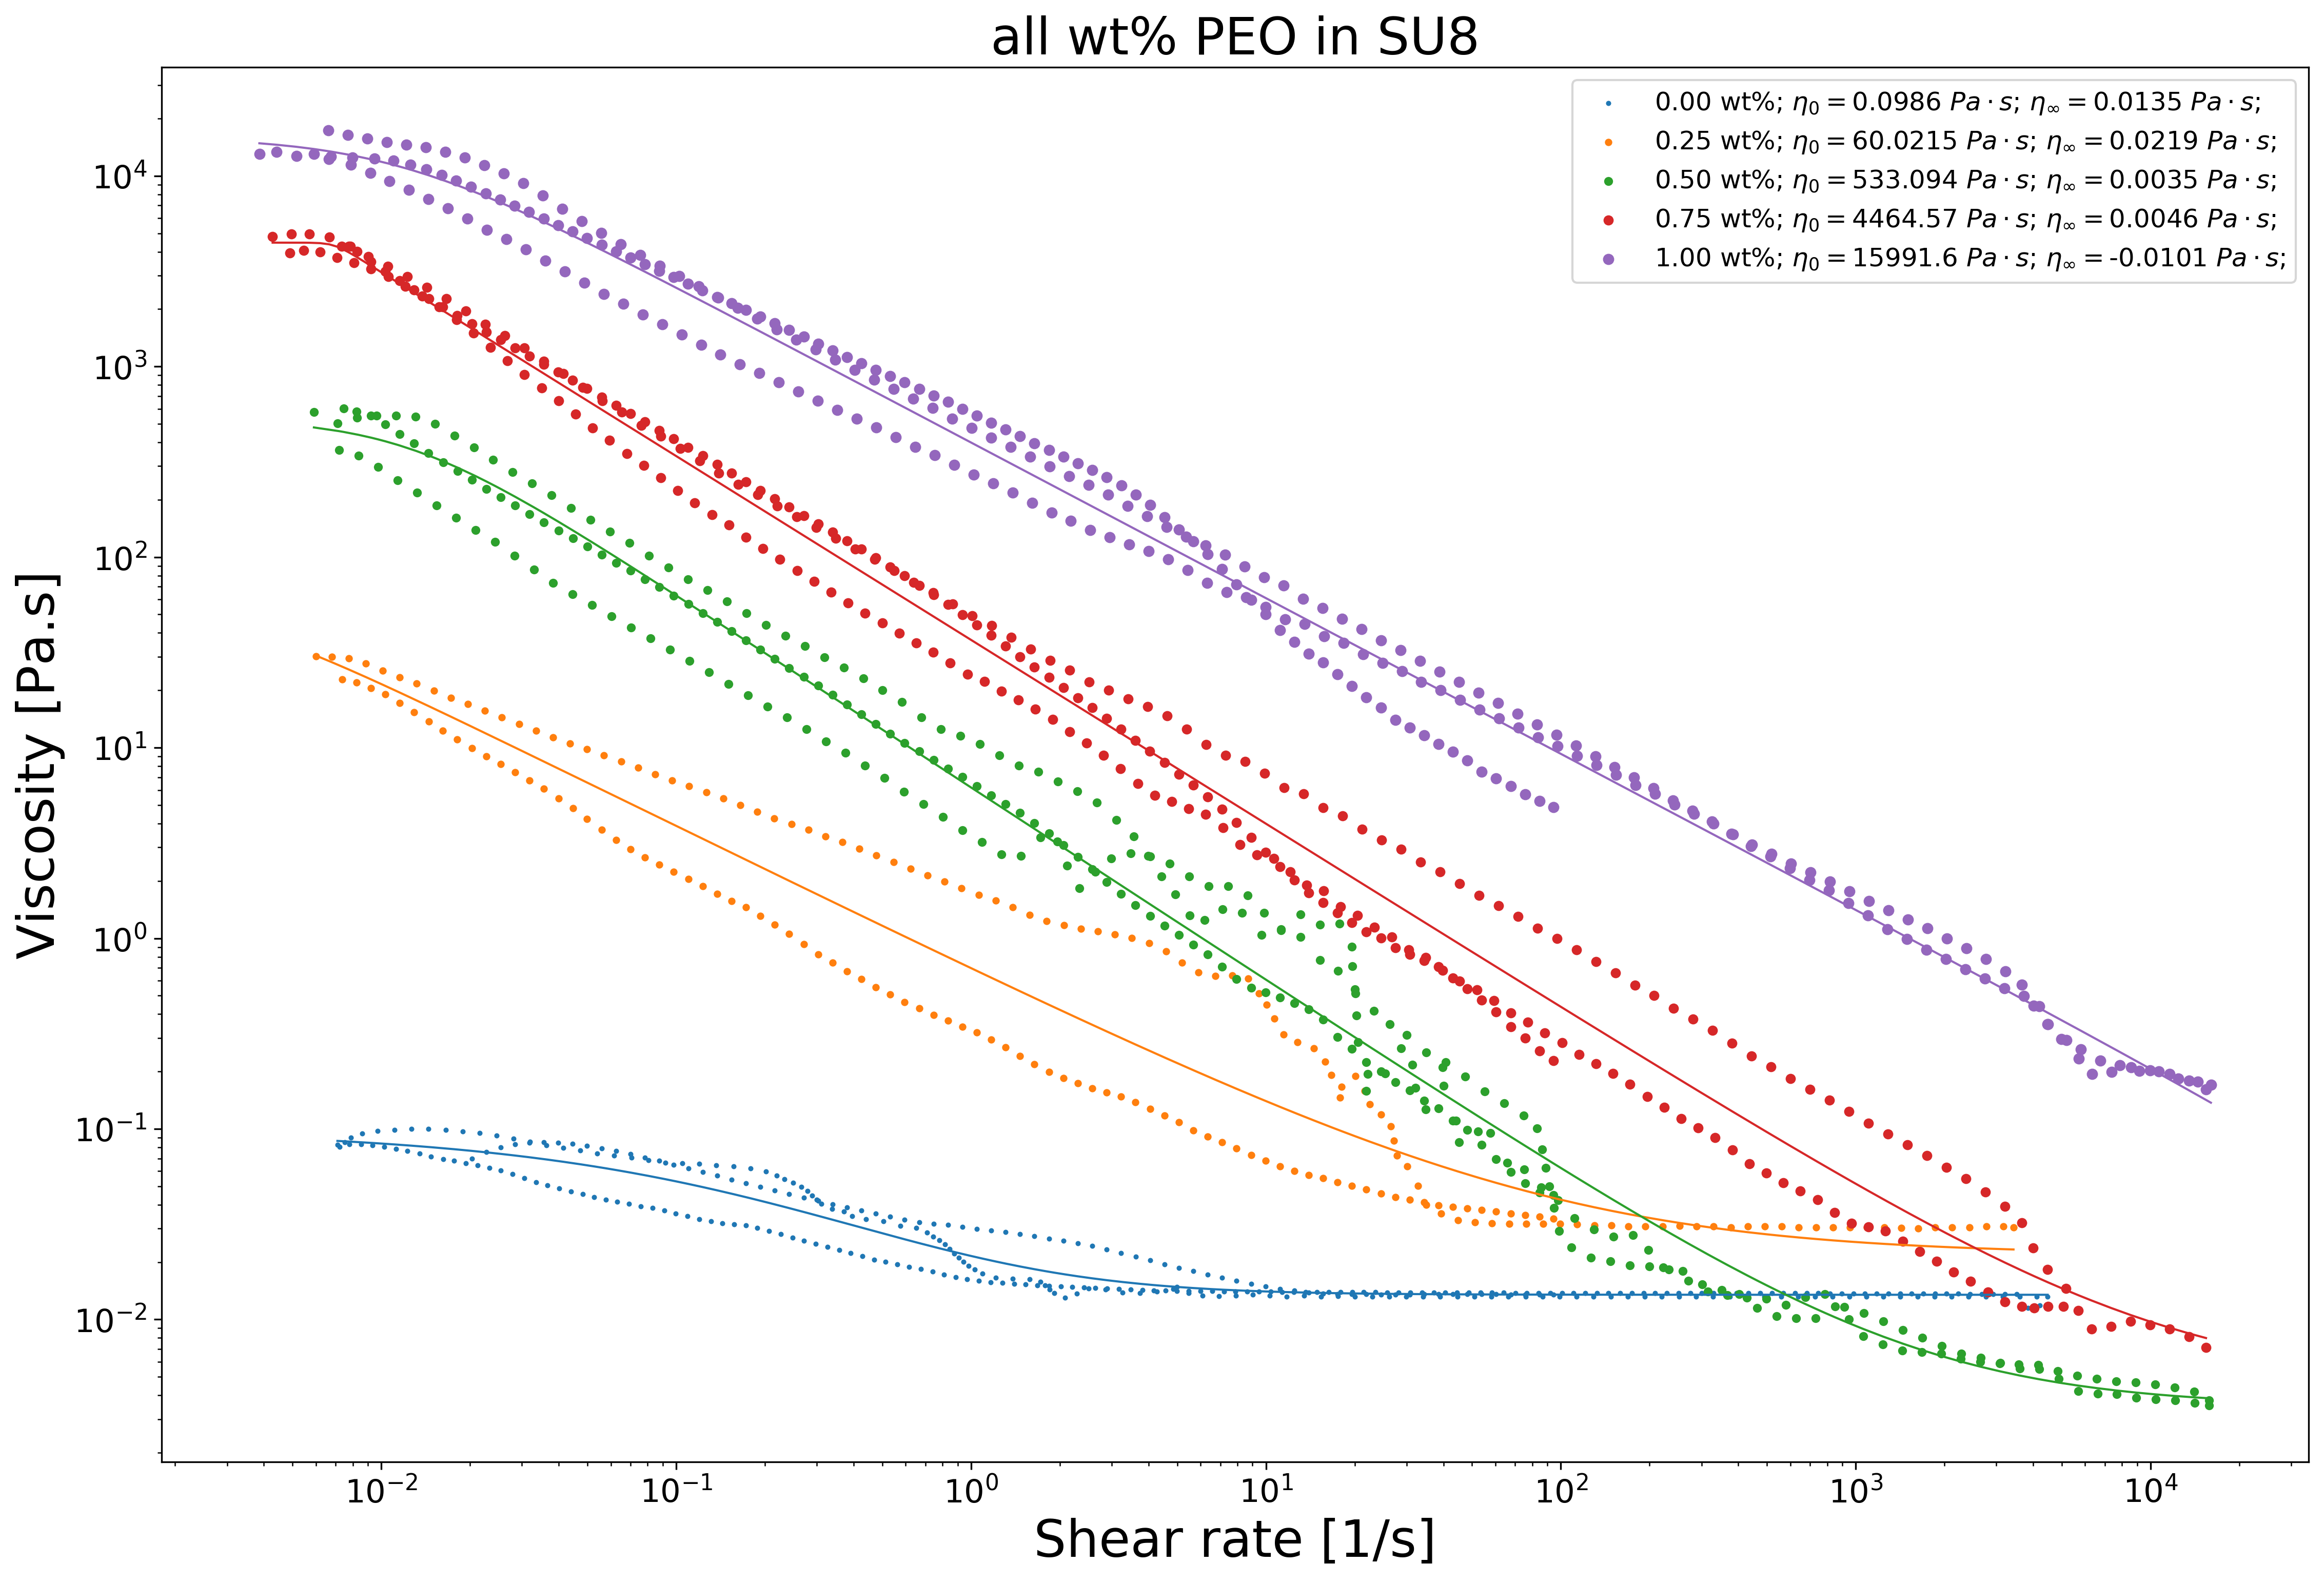 all wt% PEO in SU8
0.00 wt%; η₀ = 0.0986 Pa · s; η∞ = 0.0135 Pa · s;
0.25 wt%; η₀ = 60.0215 Pa · s; η∞ = 0.0219 Pa · s;
0.50 wt%; η₀ = 533.094 Pa · s; η∞ = 0.0035 Pa · s;
0.75 wt%; η₀ = 4464.57 Pa · s; η∞ = 0.0046 Pa · s;
1.00 wt%; η₀ = 15991.6 Pa · s; η∞ = -0.0101 Pa · s;
Viscosity [Pa.s]
10⁴
10³
10²
10¹
10⁰
10⁻¹
10⁻²
10⁻² 10⁻¹ 10⁰ 10¹ 10² 10³ 10⁴
Shear rate [1/s]